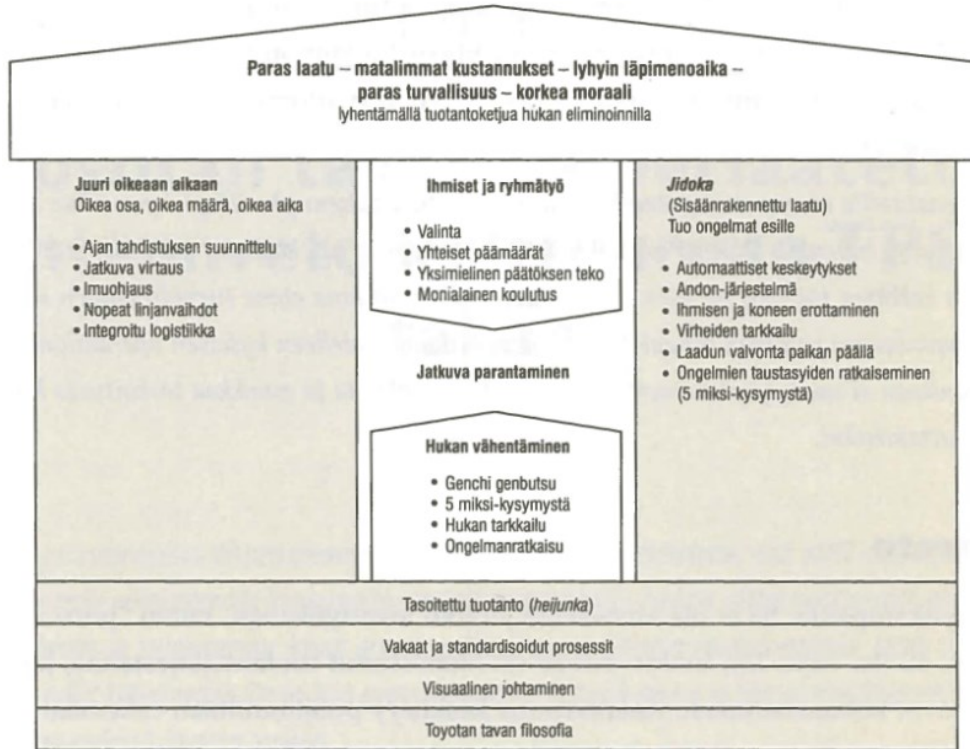 Paras laatu – matalimmat kustannukset – lyhyin läpimenoaika –
paras turvallisuus – korkea moraali
lyhentämällä tuotantoketjua hukan eliminoinnilla
Juuri oikeaan aikaan
Oikea osa, oikea määrä, oikea aika
• Ajan tahdistuksen suunnittelu
• Jatkuva virtaus
• Imuohjaus
• Nopeat linjanvaihdot
• Integroitu logistiikka
Ihmiset ja ryhmätyö
• Valinta
• Yhteiset päämäärät
• Yksimielinen päätöksen teko
• Monialainen koulutus
Jatkuva parantaminen
Hukan vähentäminen
• Genchi genbutsu
• 5 miksi-kysymystä
• Hukan tarkkailu
• Ongelmanratkaisu
Jidoka
(Sisäänrakennettu laatu)
Tuo ongelmat esille
• Automaattiset keskeytykset
• Andon-järjestelmä
• Ihmisen ja koneen erottaminen
• Virheiden tarkkailu
• Laadun valvonta paikan päällä
• Ongelmien taustasyiden ratkaiseminen
(5 miksi-kysymystä)
Tasoitettu tuotanto (heijunka)
Vakaat ja standardisoidut prosessit
Visuaalinen johtaminen
Toyotan tavan filosofia